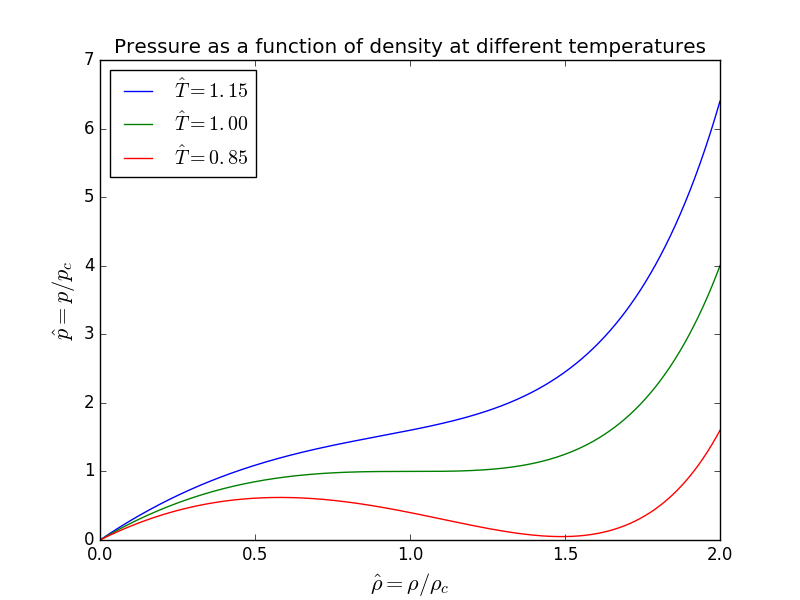 Pressure as a function of density at different temperatures
7
6
5
4
3
2
1
0
p̂ = p/p_c
T̂ = 1.15
T̂ = 1.00
T̂ = 0.85
0.0 0.5 1.0 1.5 2.0
ρ̂ = ρ/ρ_c